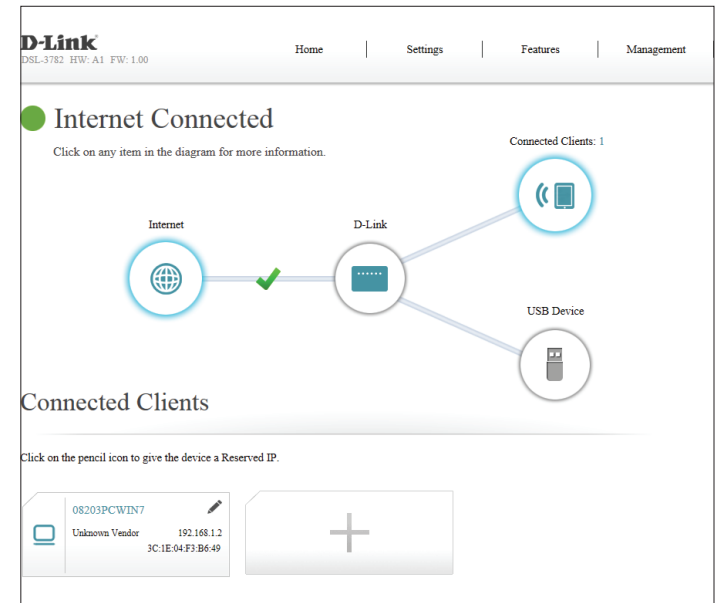 D-Link
DSL-3782 HW: A1 FW: 1.00
Home
Settings
Features
Management
Internet Connected
Click on any item in the diagram for more information.
Connected Clients: 1
Internet
D-Link
USB Device
Connected Clients
Click on the pencil icon to give the device a Reserved IP.
08203PCWIN7
Unknown Vendor 192.168.1.2
3C:1E:04:F3:B6:49